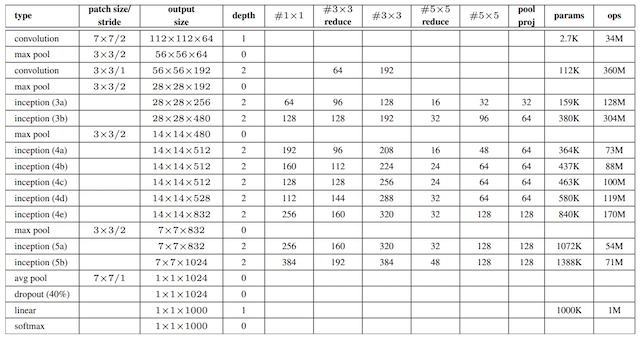 type patch size/ stride output size depth #1×1 #3×3 reduce #3×3 #5×5 reduce #5×5 pool proj params ops
convolution 7×7/2 112×112×64 1 2.7K 34M
max pool 3×3/2 56×56×64 0
convolution 3×3/1 56×56×192 2 64 192 112K 360M
max pool 3×3/2 28×28×192 0
inception (3a) 28×28×256 2 64 96 128 16 32 32 159K 128M
inception (3b) 28×28×480 2 128 128 192 32 96 64 380K 304M
max pool 3×3/2 14×14×480 0
inception (4a) 14×14×512 2 192 96 208 16 48 64 364K 73M
inception (4b) 14×14×512 2 160 112 224 24 64 64 437K 88M
inception (4c) 14×14×512 2 128 128 256 24 64 64 463K 100M
inception (4d) 14×14×528 2 112 144 288 32 64 64 580K 119M
inception (4e) 14×14×832 2 256 160 320 32 128 128 840K 170M
max pool 3×3/2 7×7×832 0
inception (5a) 7×7×832 2 256 160 320 32 128 128 1072K 54M
inception (5b) 7×7×1024 2 384 192 384 48 128 128 1388K 71M
avg pool 7×7/1 1×1×1024 0
dropout (40%) 1×1×1024 0
linear 1×1×1000 1 1000K 1M
softmax 1×1×1000 0